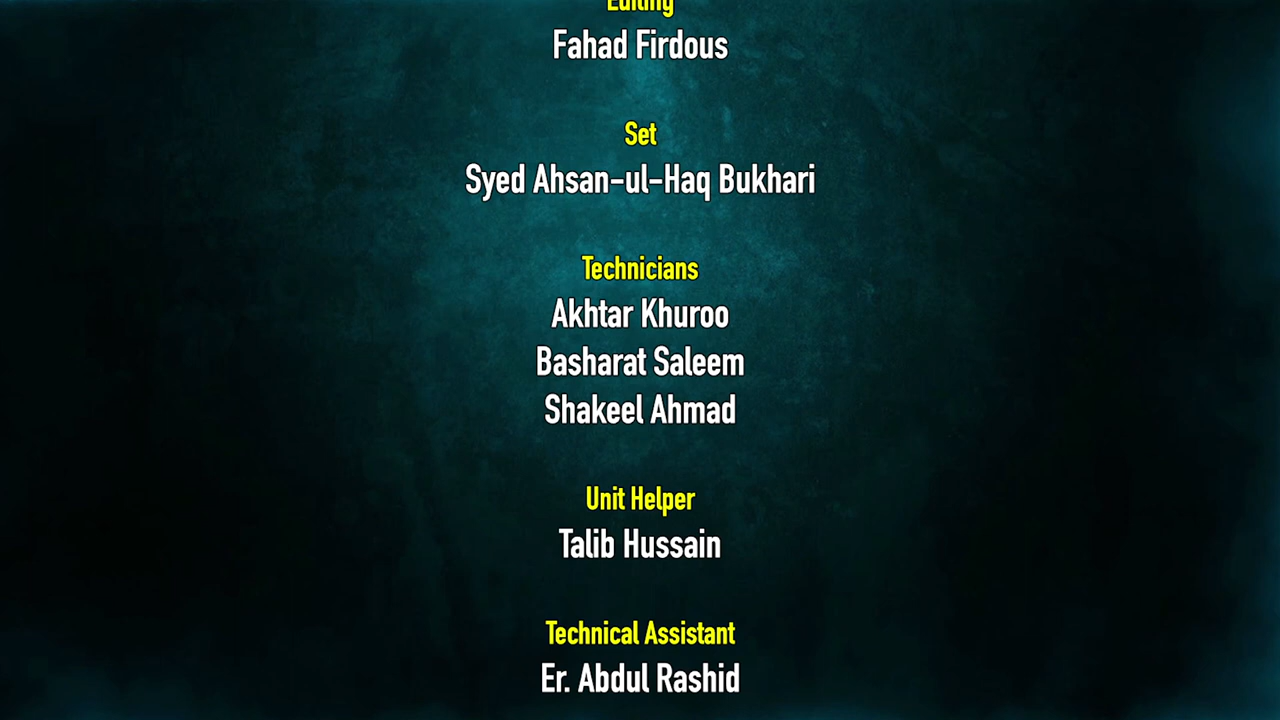 Editing
Fahad Firdous
Set
Syed Ahsan-ul-Haq Bukhari
Technicians
Akhtar Khuroo
Basharat Saleem
Shakeel Ahmad
Unit Helper
Talib Hussain
Technical Assistant
Er. Abdul Rashid